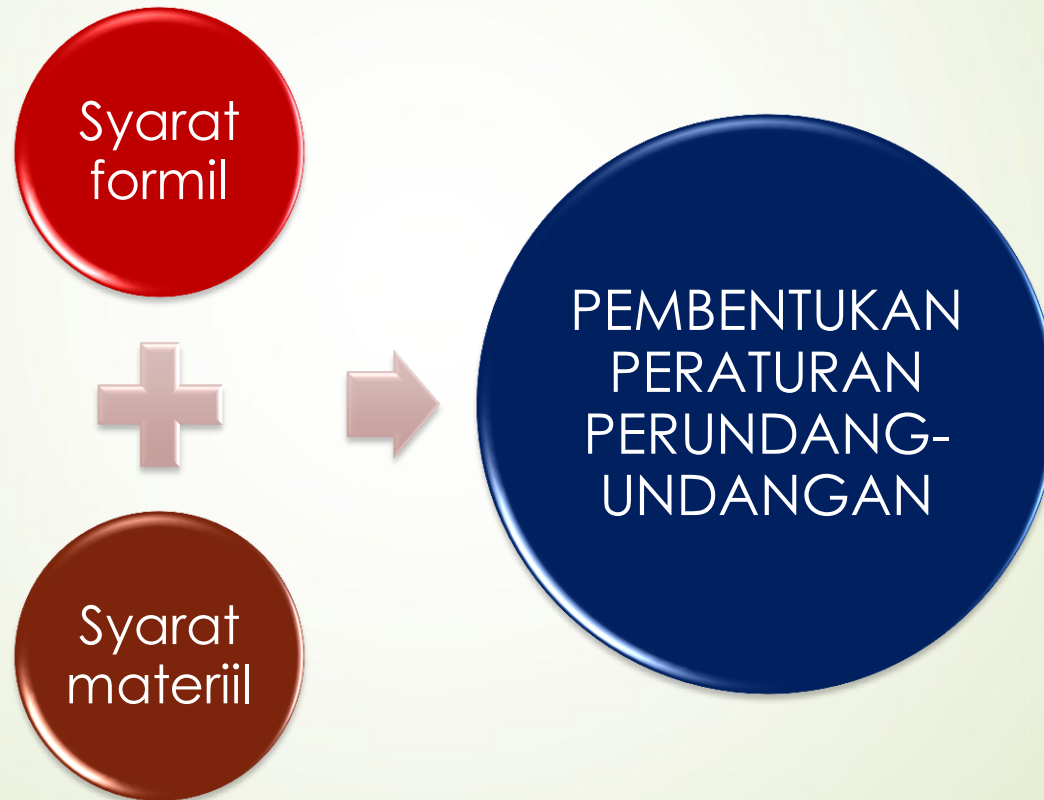 Syarat
formil
PEMBENTUKAN
PERATURAN
PERUNDANG-
UNDANGAN
Syarat
materiil